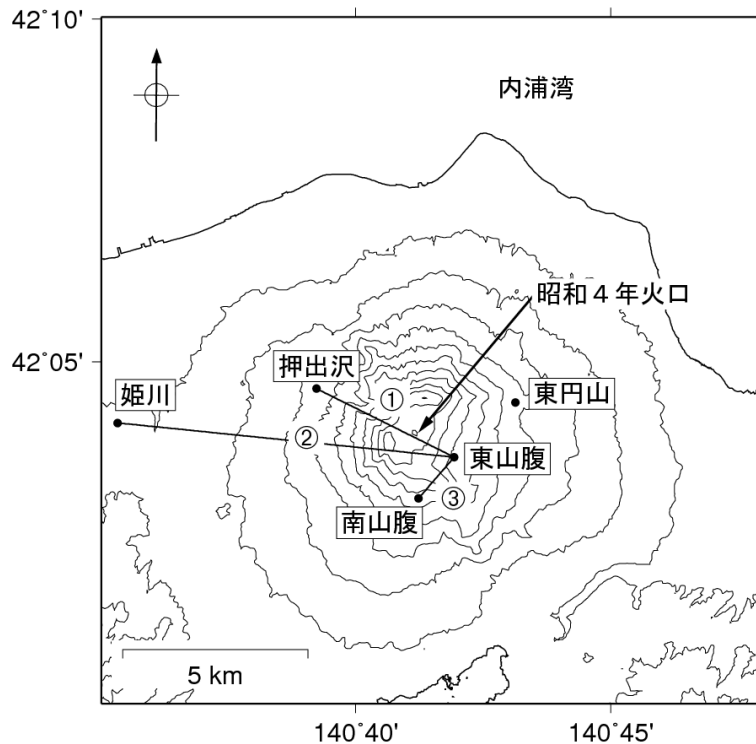 42˚10'
内浦湾
昭和４年火口
42˚05'
押出沢
姫川
①
東円山
②
東山腹
③
南山腹
5 km
140˚40'
140˚45'